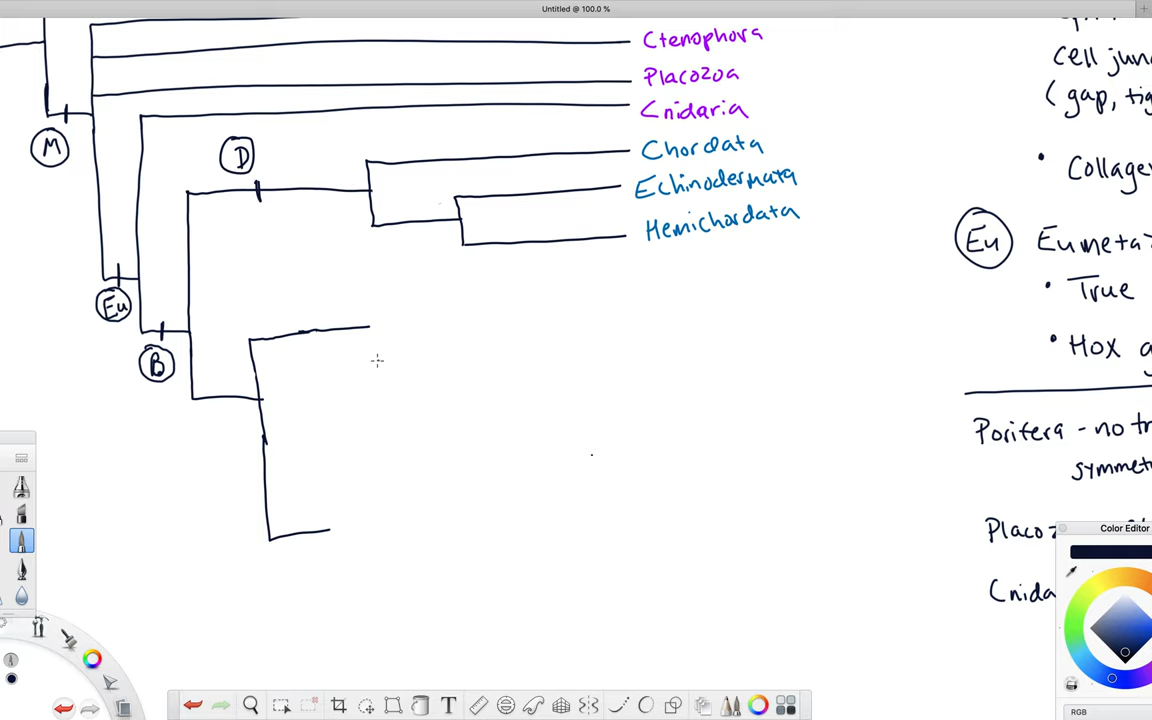 Untitled @ 100.0 %
Ctenophora
Placozoa
Cnidaria
Chordata
Echinodermata
Hemichordata
M
D
Eu
B
cell jun
(gap, tig
• Collage
Eu Eumeta
• True
• Hox
Porifera - no tr
symmet
Placoz
Cnida
Color Editor
RGB
T